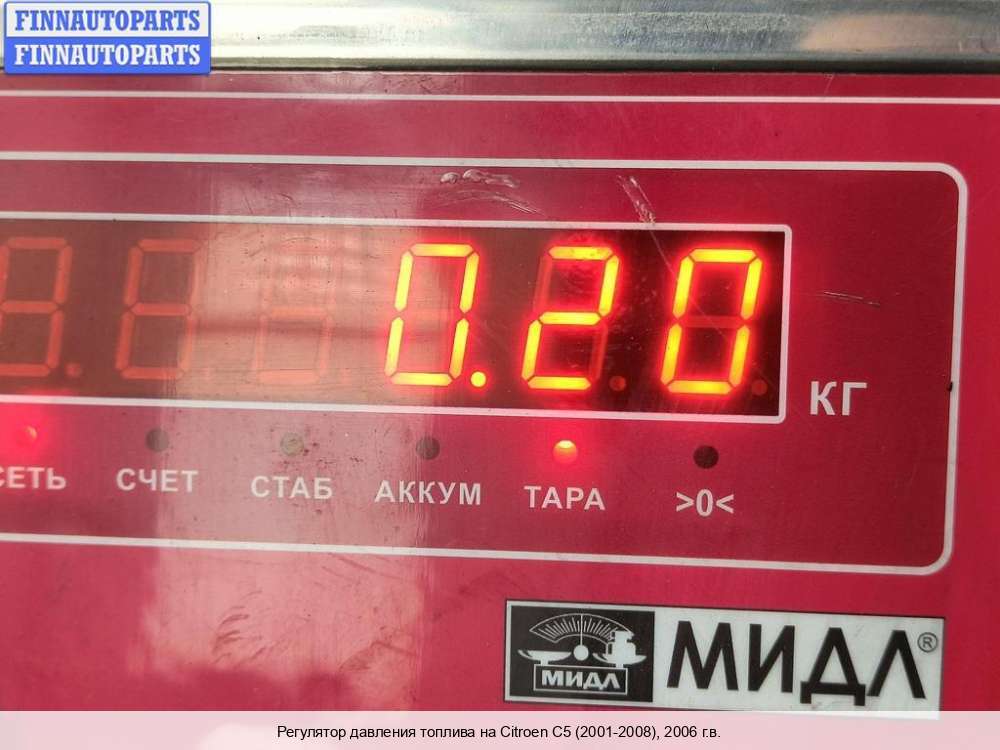 FINNAUTOPARTS
FINNAUTOPARTS
0.20
КГ
СЕТЬ СЧЕТ СТАБ АККУМ ТАРА >0<
МИДЛ МИДЛ®
Регулятор давления топлива на Citroen C5 (2001-2008), 2006 г.в.